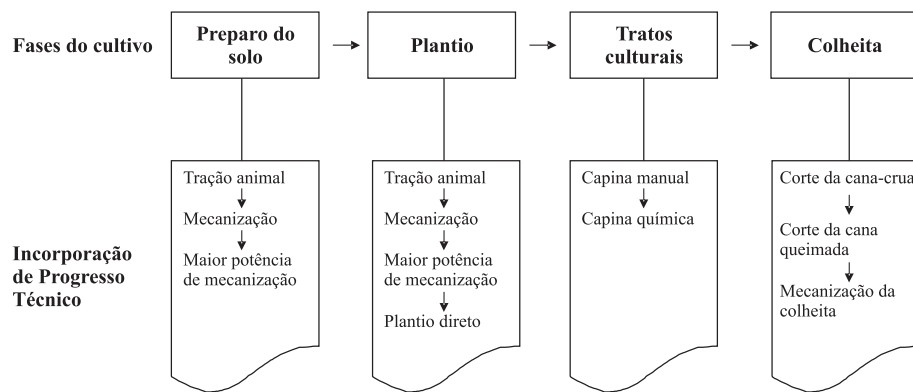 Fases do cultivo
Preparo do
solo
Plantio
Tratos
culturais
Colheita
Incorporação
de Progresso
Técnico
Tração animal
Mecanização
Maior potência
de mecanização
Tração animal
Mecanização
Maior potência
de mecanização
Plantio direto
Capina manual
Capina química
Corte da cana-crua
Corte da cana
queimada
Mecanização da
colheita